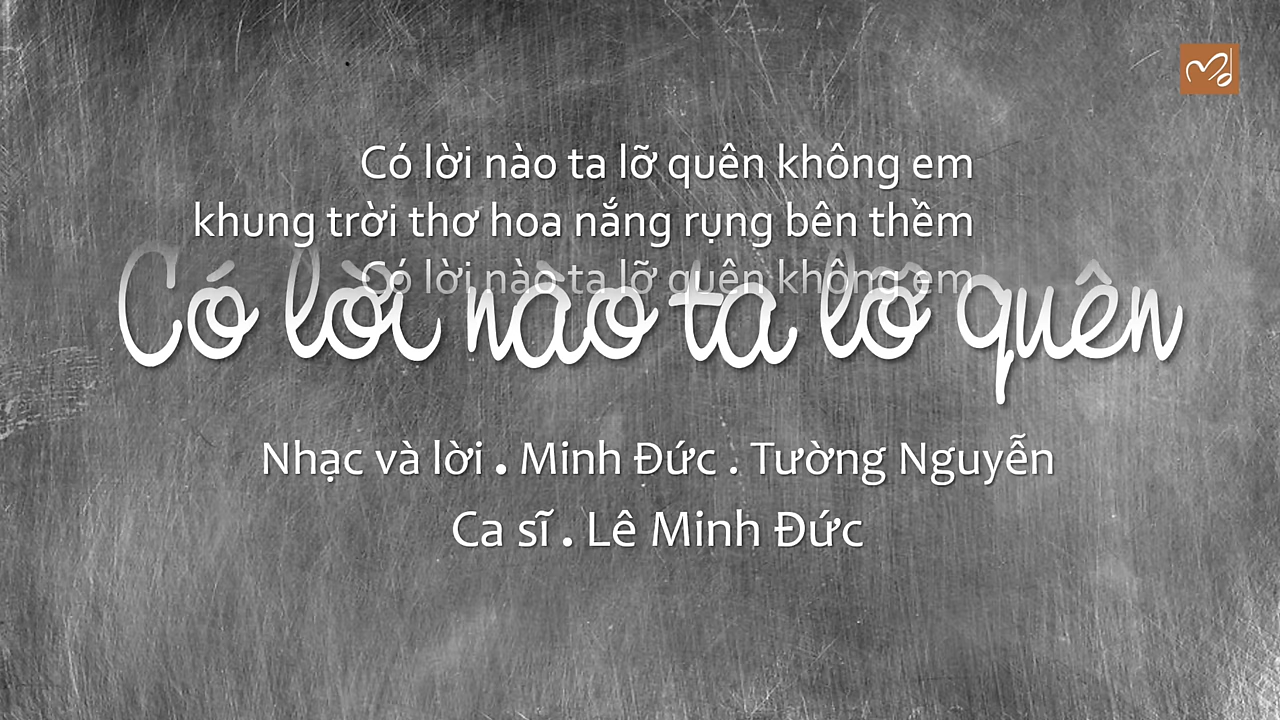 Có lời nào ta lỡ quên không em
khung trời thơ hoa nắng rụng bên thềm
Có lời nào ta lỡ quên không em
Có lời nào ta lỡ quên
Nhạc và lời . Minh Đức . Tường Nguyễn
Ca sĩ . Lê Minh Đức